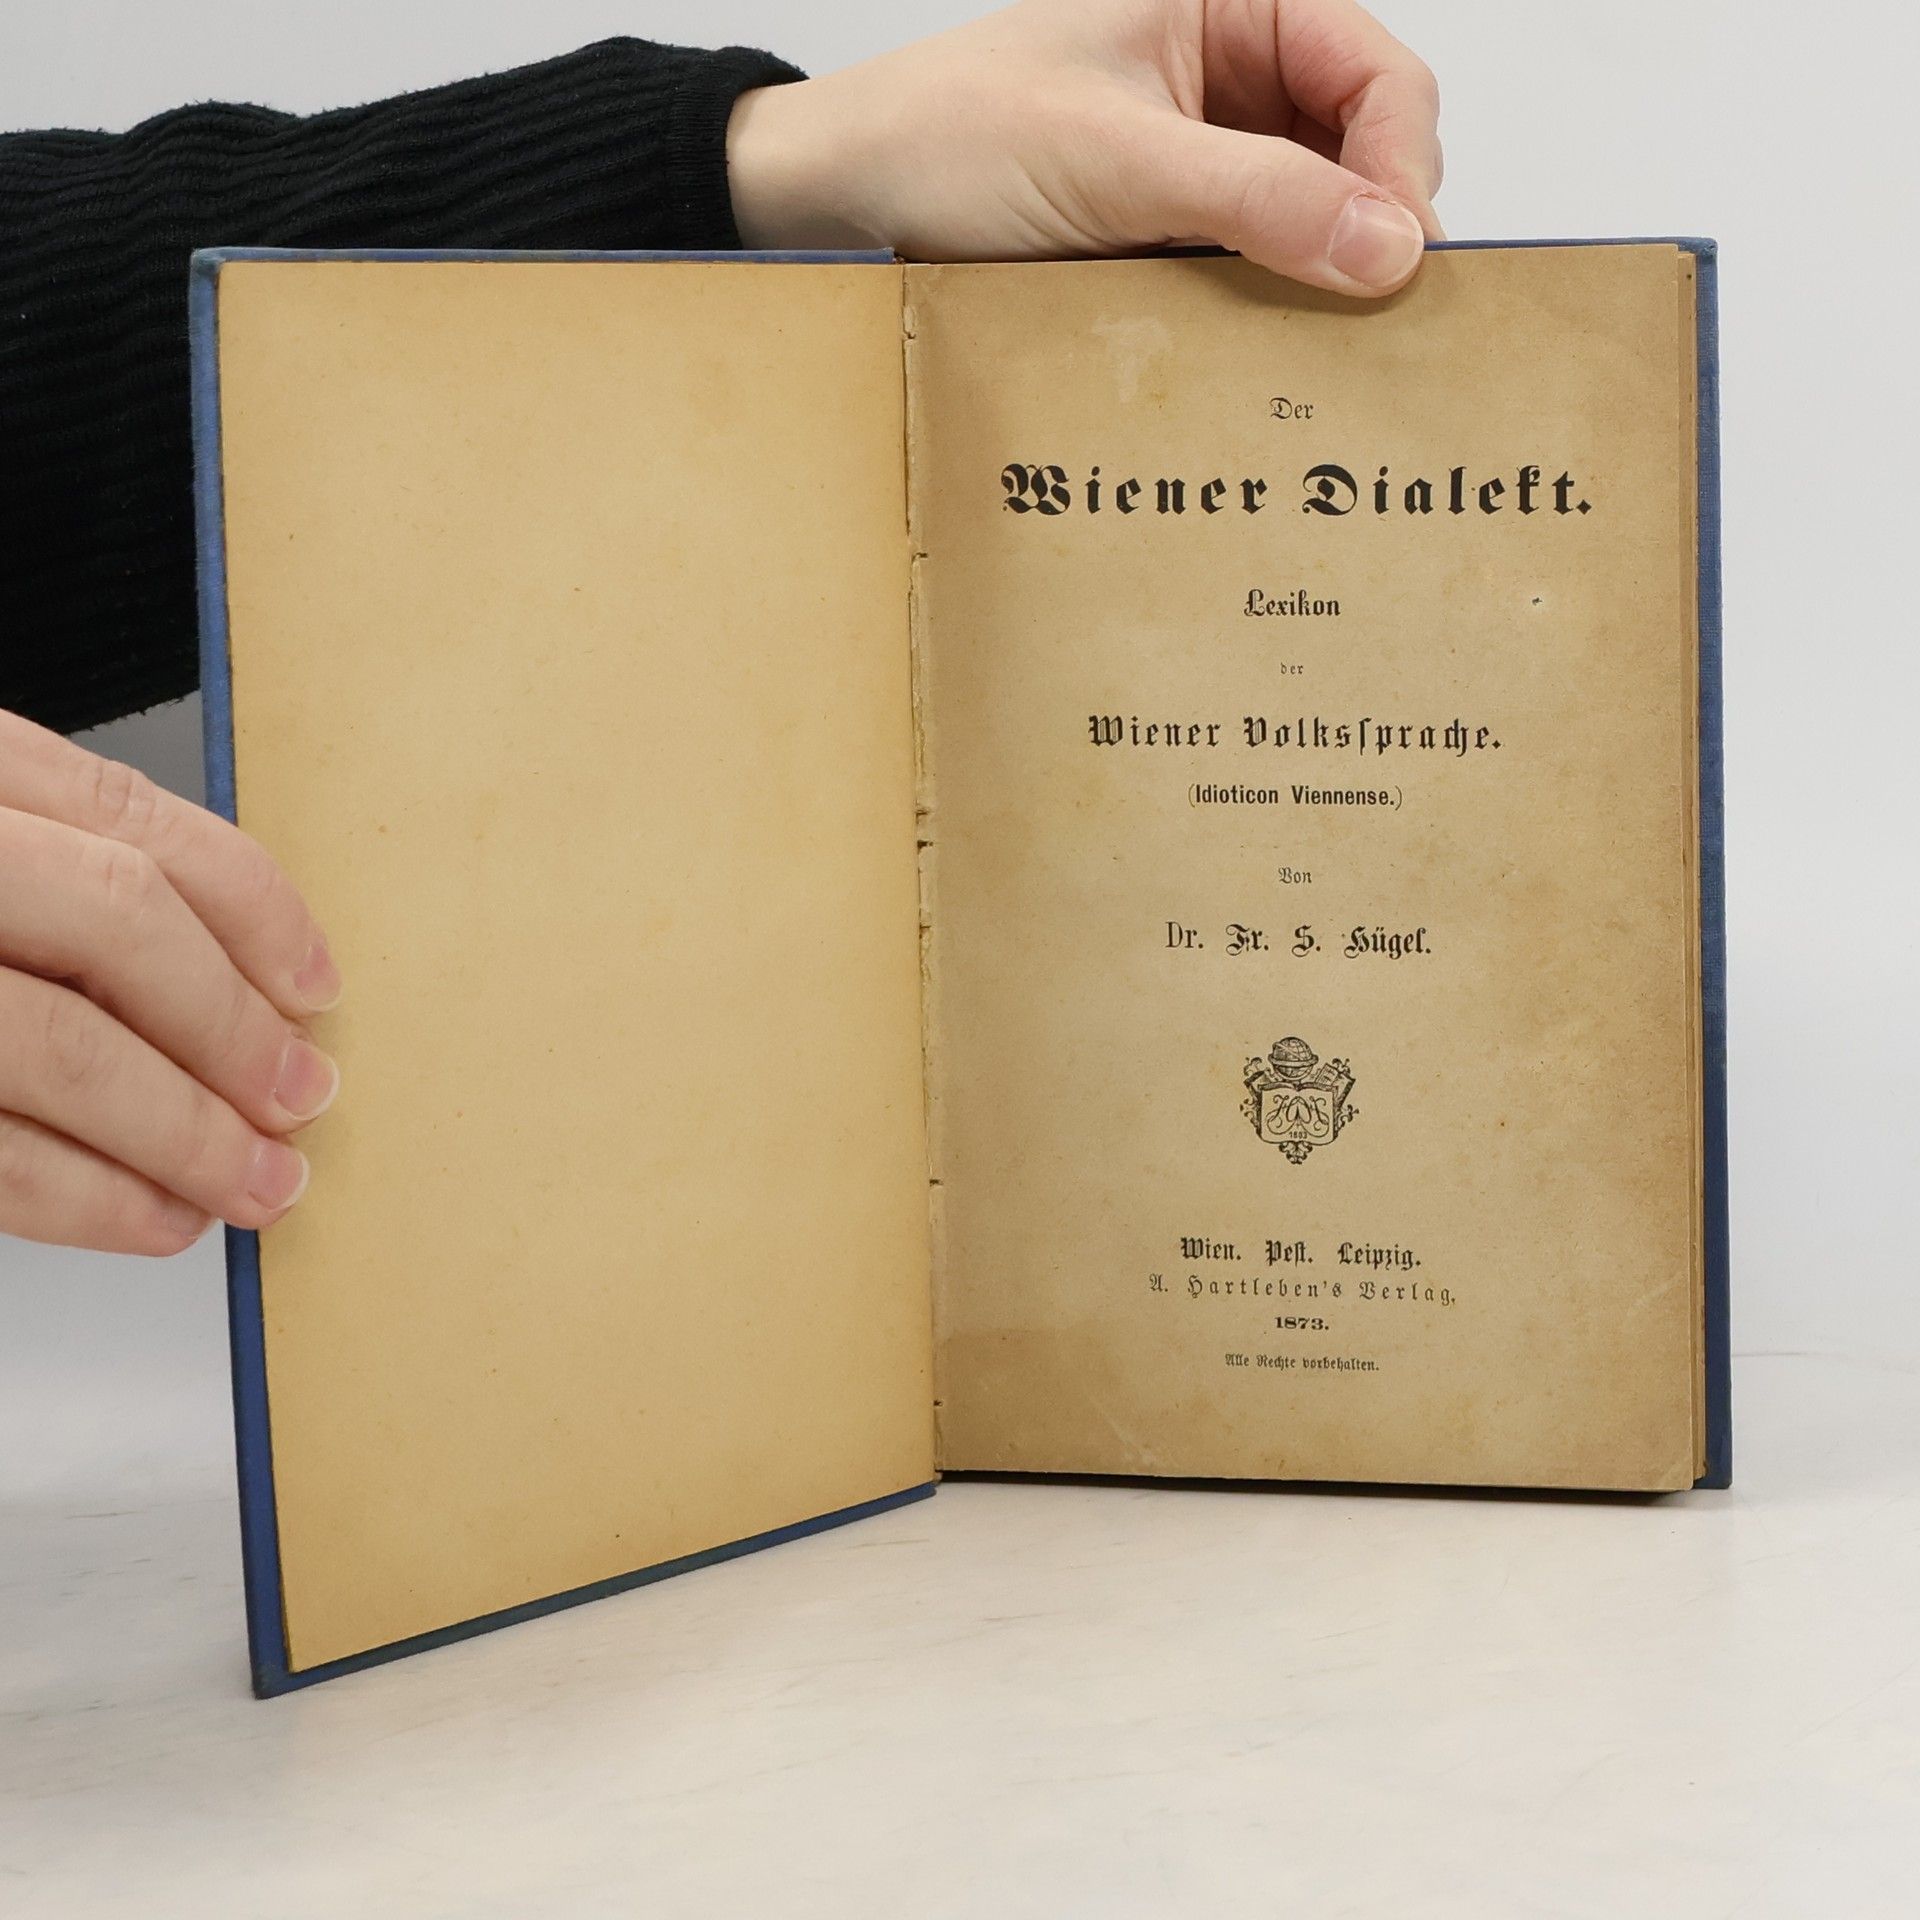 Der
Wiener Dialekt.
Lexikon
der
Wiener Volksſprache.
(Idioticon Viennense.)
Von
Dr. Fr. S. Hügel.
1803
Wien. Peſt. Leipzig.
A. Hartleben's Verlag.
1873.
Alle Rechte vorbehalten.